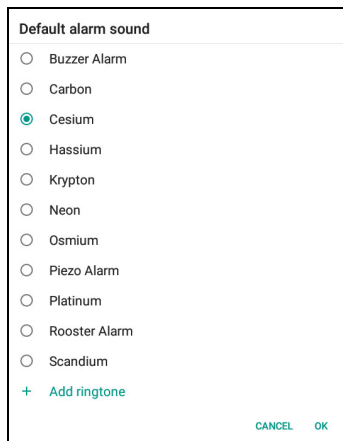 Default alarm sound
Buzzer Alarm
Carbon
Cesium
Hassium
Krypton
Neon
Osmium
Piezo Alarm
Platinum
Rooster Alarm
Scandium
+ Add ringtone
CANCEL OK